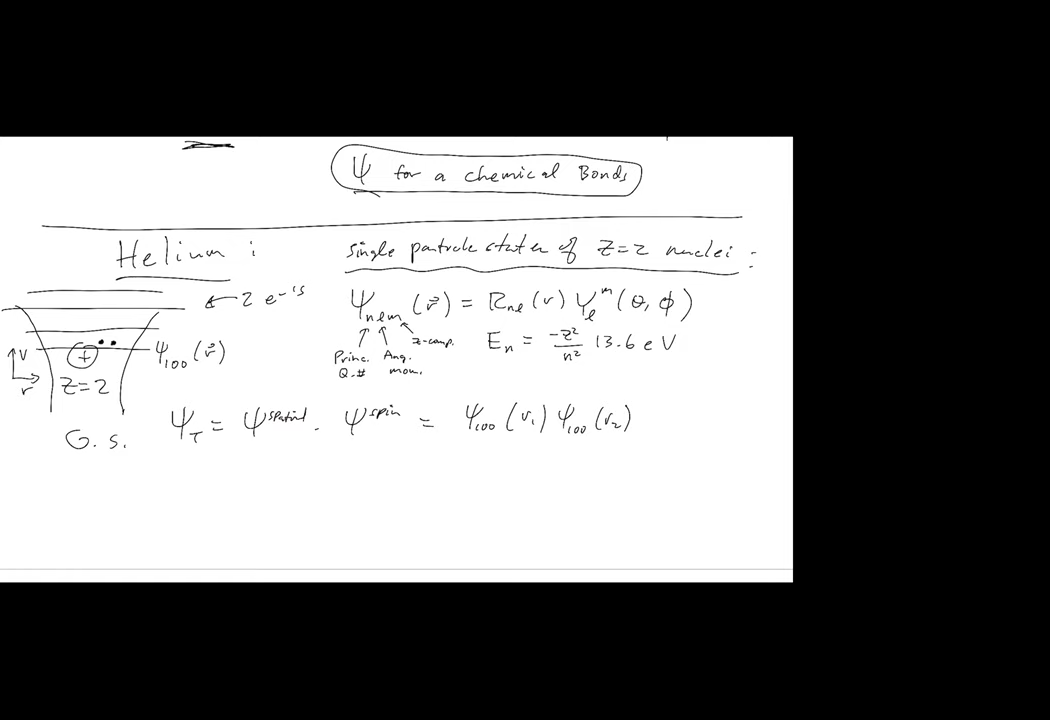 Ψ for a chemical Bonds
Helium :
single particle states of Z=2 nuclei :
← 2 e⁻'s
Ψnℓm (r⃗) = Rnℓ (r) Yℓᵐ (θ, φ)
Princ. Q.#
Ang. mom.
z-comp.
En = -Z²/n² 13.6 eV
V
r
+
Z=2
ψ₁₀₀(r⃗)
G. s.
ΨT = ψspatial · ψspin = ψ₁₀₀ (r₁) ψ₁₀₀ (r₂)